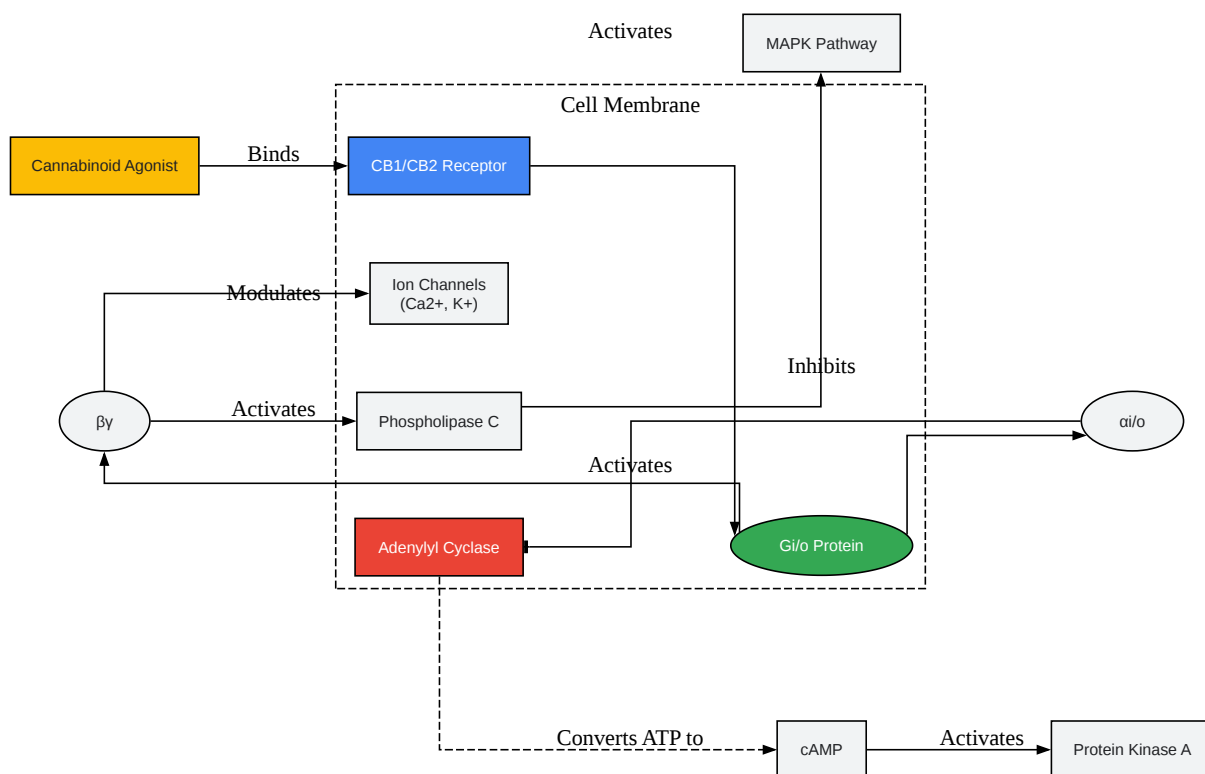 Activates
MAPK Pathway
Cell Membrane
Cannabinoid Agonist
Binds
CB1/CB2 Receptor
Modulates
Ion Channels
(Ca2+, K+)
Inhibits
βγ
Activates
Phospholipase C
αi/o
Activates
Adenylyl Cyclase
Gi/o Protein
Converts ATP to
cAMP
Activates
Protein Kinase A